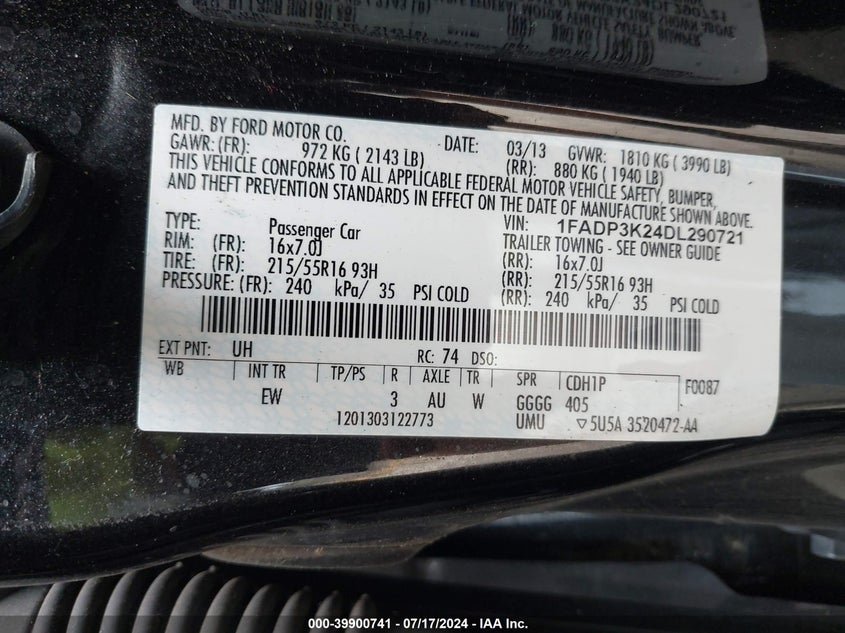 MFD. BY FORD MOTOR CO.
DATE: 03/13 GVWR: 1810 KG ( 3990 LB)
GAWR: (FR): 972 KG ( 2143 LB) (RR): 880 KG ( 1940 LB)
THIS VEHICLE CONFORMS TO ALL APPLICABLE FEDERAL MOTOR VEHICLE SAFETY, BUMPER,
AND THEFT PREVENTION STANDARDS IN EFFECT ON THE DATE OF MANUFACTURE SHOWN ABOVE.
VIN: 1FADP3K24DL290721
TYPE: Passenger Car TRAILER TOWING - SEE OWNER GUIDE
RIM: (FR): 16x7.0J (RR): 16x7.0J
TIRE: (FR): 215/55R16 93H (RR): 215/55R16 93H
PRESSURE: (FR): 240 kPa/ 35 PSI COLD (RR): 240 kPa/ 35 PSI COLD
EXT PNT: UH RC: 74 DSO:
WB INT TR TP/PS R AXLE TR SPR CDH1P F0087
EW 3 AU W GGGG 405
1201303122773 UMU ▽5U5A 3520472-AA
000-39900741 - 07/17/2024 - IAA Inc.